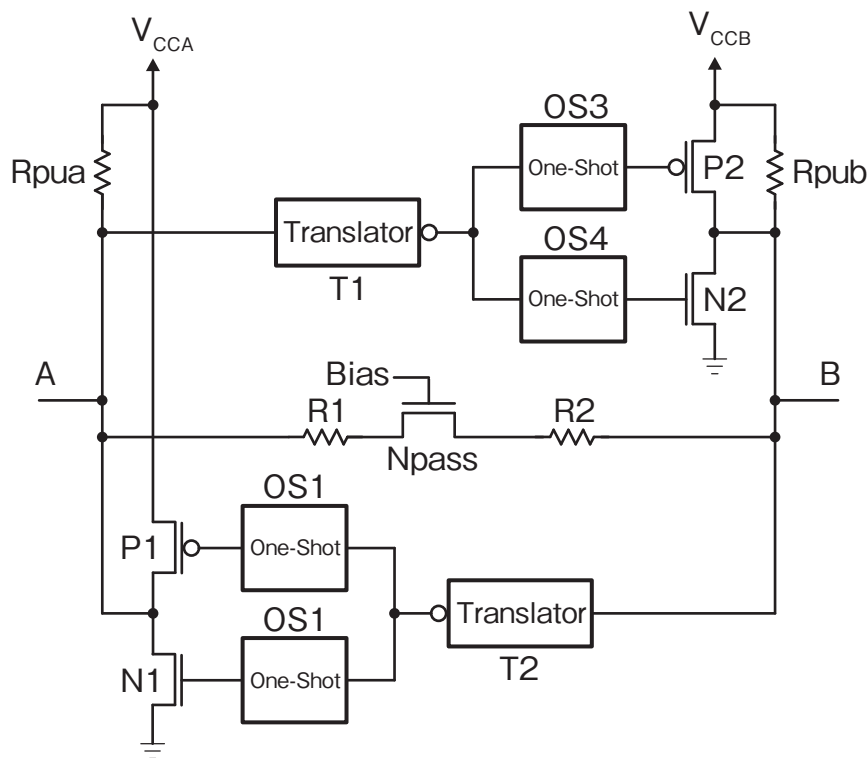 VCCA
VCCB
OS3
Rpua
One-Shot
P2
Rpub
Translator
OS4
T1
One-Shot
N2
A
Bias
B
R1
R2
Npass
OS1
P1
One-Shot
OS1
Translator
N1
One-Shot
T2